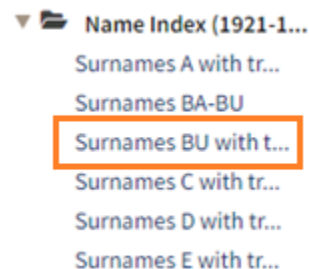 Name Index (1921-1...
Surnames A with tr...
Surnames BA-BU
Surnames BU with t...
Surnames C with tr...
Surnames D with tr...
Surnames E with tr...